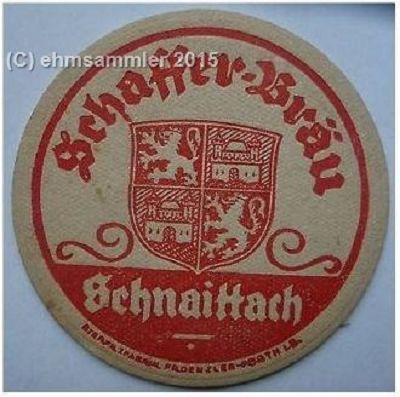 (C) ehmsammler 2015
Schaffer-Bräu
Schnaittach